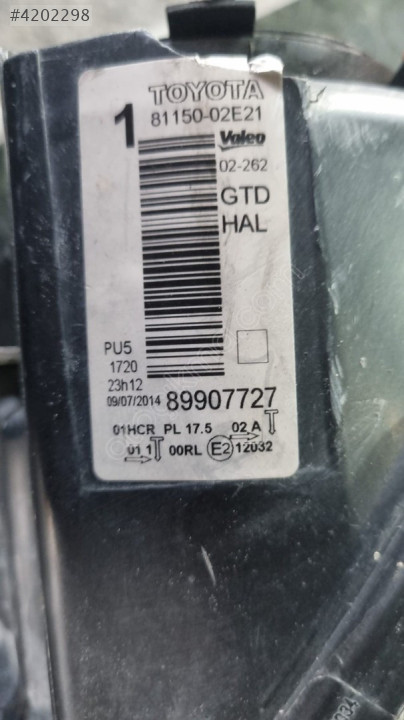 #4202298
TOYOTA
1
81150-02E21
Valeo
02-262
GTD
HAL
PU5
1720
23h12
09/07/2014 89907727
01HCR PL 17.5 02 A
01 1 00RL E2 12032